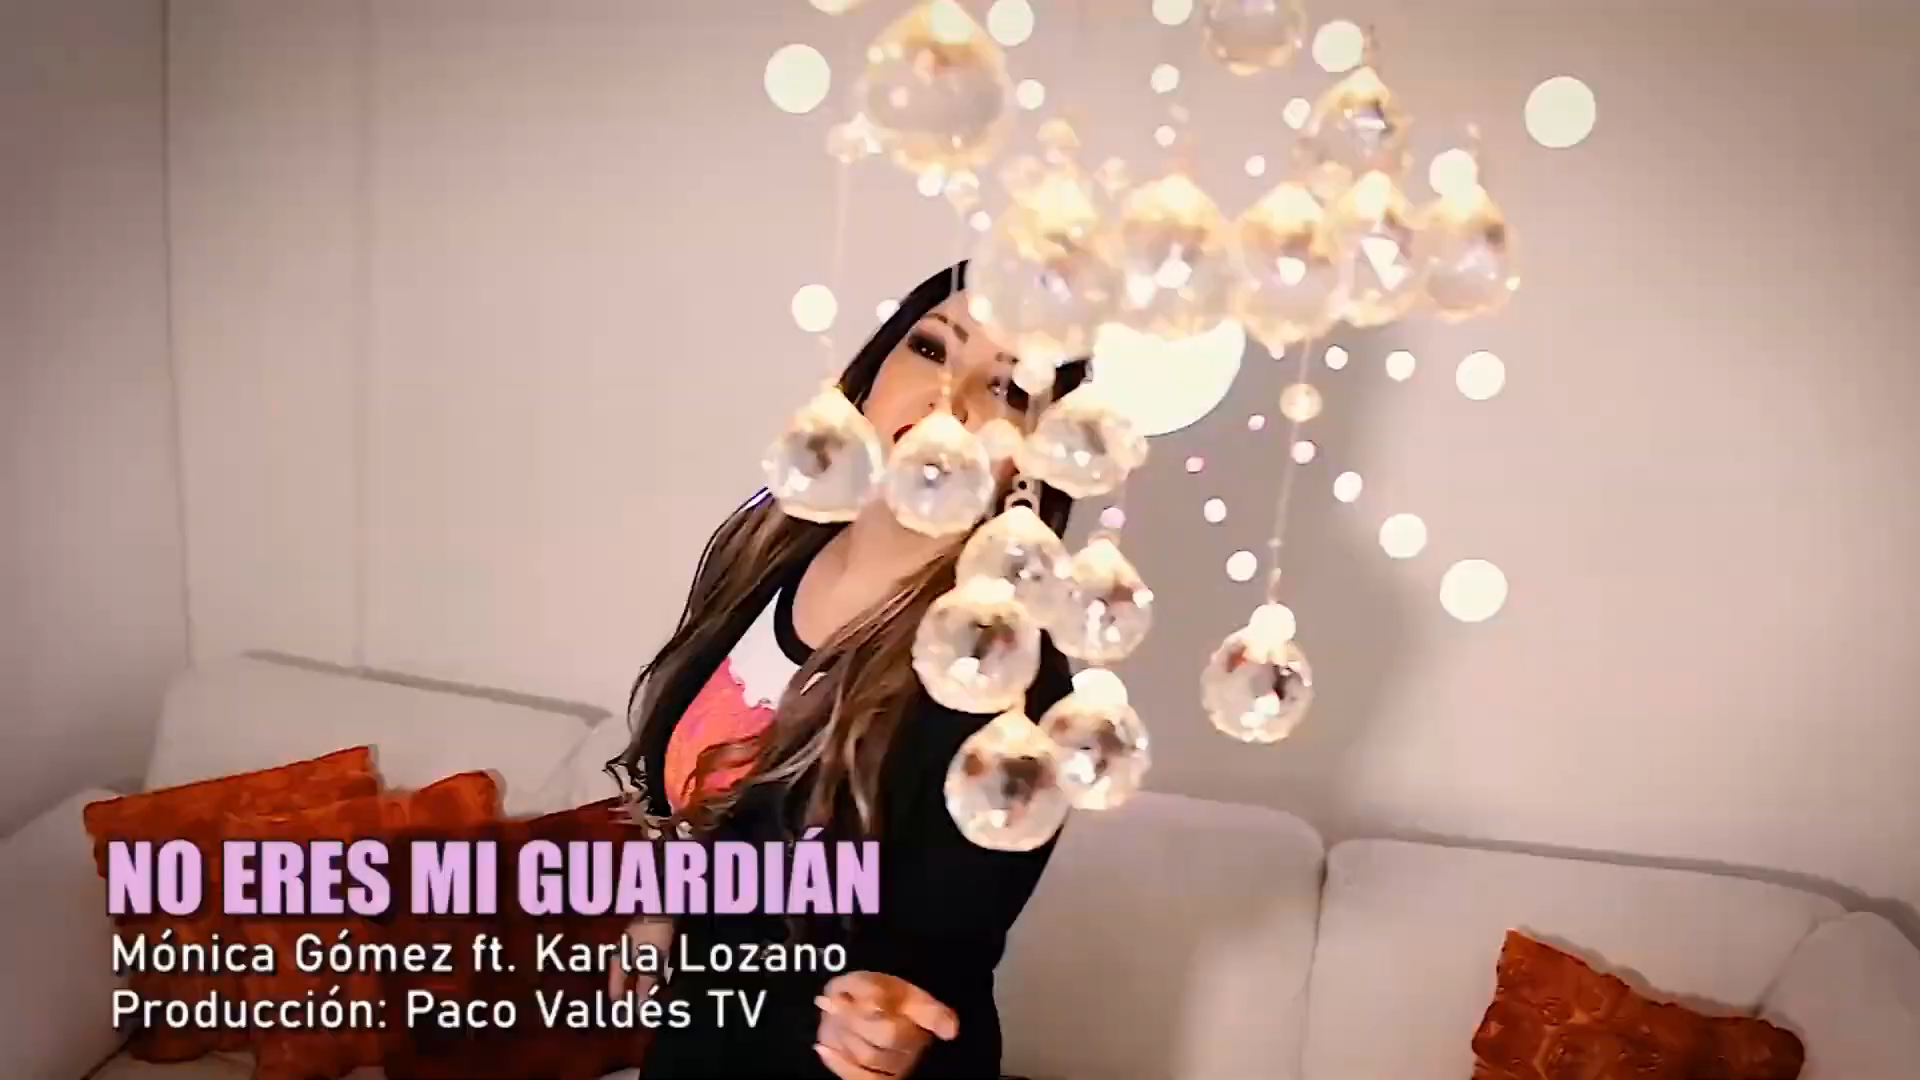 NO ERES MI GUARDIÁN
Mónica Gómez ft. Karla Lozano
Producción: Paco Valdés TV